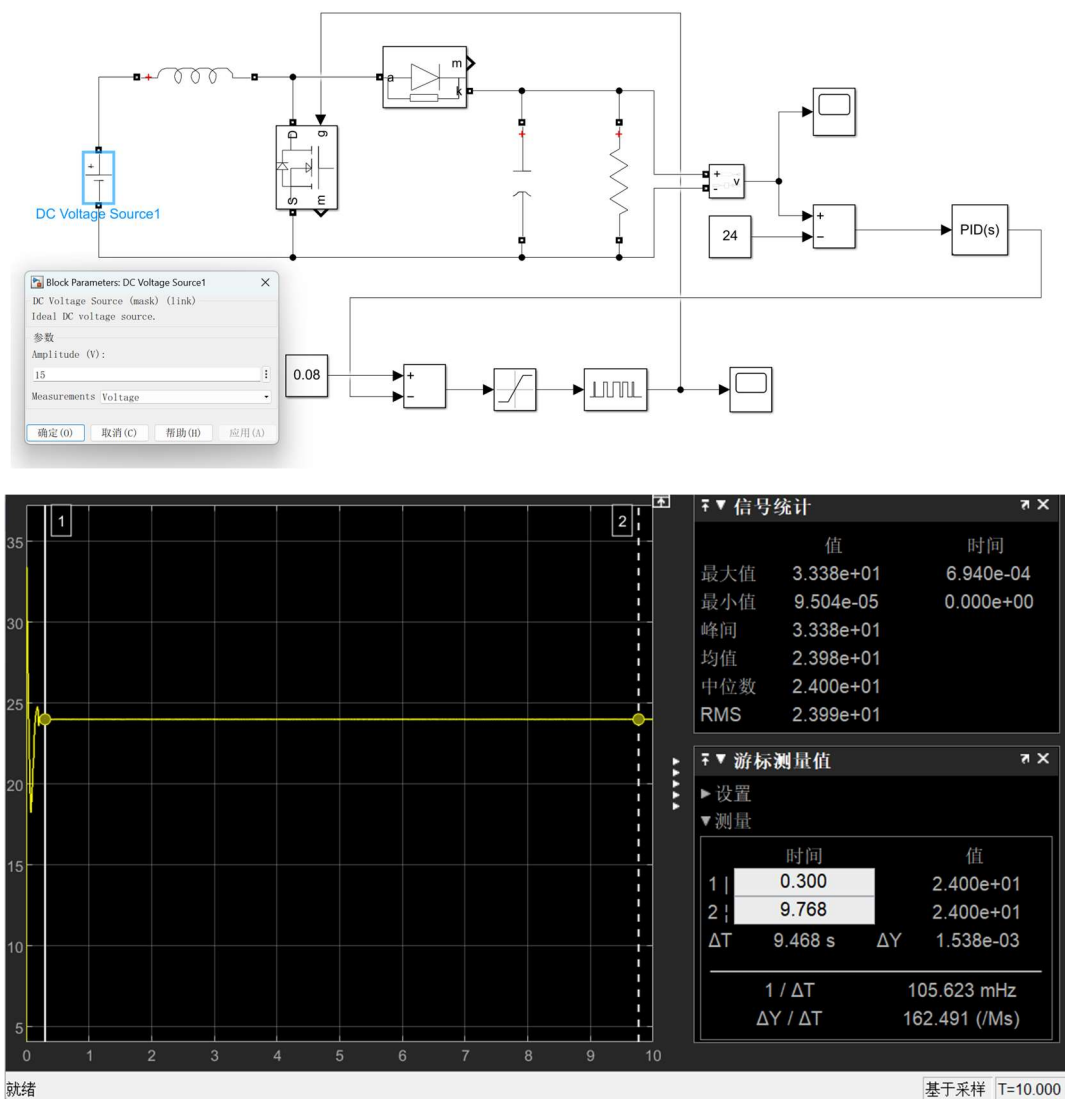 m
a
k
D
g
S
m
DC Voltage Source1
+
-
v
24
+
−
PID(s)
Block Parameters: DC Voltage Source1
DC Voltage Source (mask) (link)
Ideal DC voltage source.
参数
Amplitude (V):
15
Measurements Voltage
确定(O) 取消(C) 帮助(H) 应用(A)
0.08
+
−
1
2
35
30
25
20
15
10
5
0 1 2 3 4 5 6 7 8 9 10
信号统计
值 时间
最大值 3.338e+01 6.940e-04
最小值 9.504e-05 0.000e+00
峰间 3.338e+01
均值 2.398e+01
中位数 2.400e+01
RMS 2.399e+01
游标测量值
设置
测量
时间 值
1 | 0.300 2.400e+01
2 ¦ 9.768 2.400e+01
ΔT 9.468 s ΔY 1.538e-03
1 / ΔT 105.623 mHz
ΔY / ΔT 162.491 (/Ms)
就绪
基于采样 T=10.000